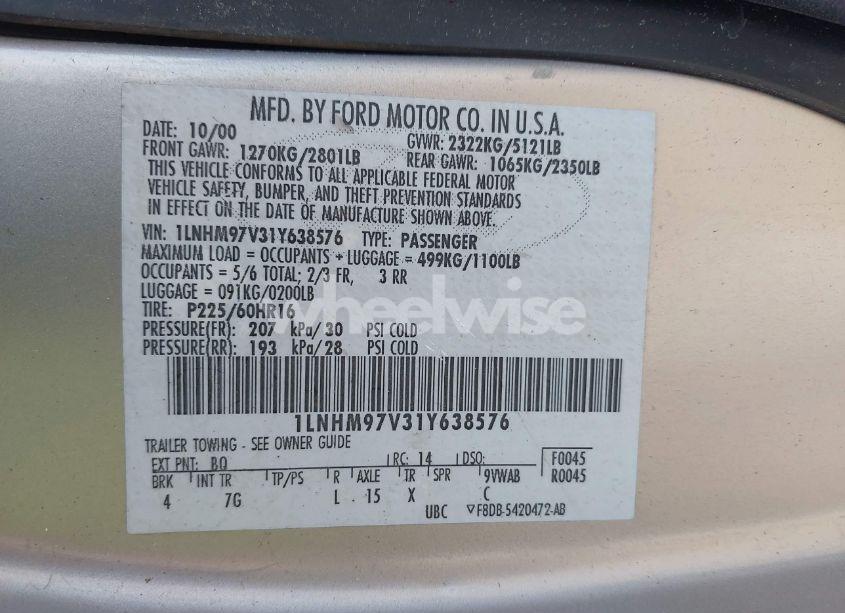 MFD. BY FORD MOTOR CO. IN U.S.A.
DATE: 10/00 GVWR: 2322KG/5121LB
FRONT GAWR: 1270KG/2801LB REAR GAWR: 1065KG/2350LB
THIS VEHICLE CONFORMS TO ALL APPLICABLE FEDERAL MOTOR
VEHICLE SAFETY, BUMPER, AND THEFT PREVENTION STANDARDS
IN EFFECT ON THE DATE OF MANUFACTURE SHOWN ABOVE.
VIN: 1LNHM97V31Y638576 TYPE: PASSENGER
MAXIMUM LOAD = OCCUPANTS + LUGGAGE = 499KG/1100LB
OCCUPANTS = 5/6 TOTAL; 2/3 FR, 3 RR
LUGGAGE = 091KG/0200LB
TIRE: P225/60HR16
wheelwise
PRESSURE(FR): 207 kPa/30 PSI COLD
PRESSURE(RR): 193 kPa/28 PSI COLD
1LNHM97V31Y638576
TRAILER TOWING - SEE OWNER GUIDE
EXT PNT: BQ RC: 14 DSO: F0045
BRK INT TR TP/PS R AXLE TR SPR 9VWAB R0045
4 7G L 15 X C
UBC ▽F8DB-5420472-AB